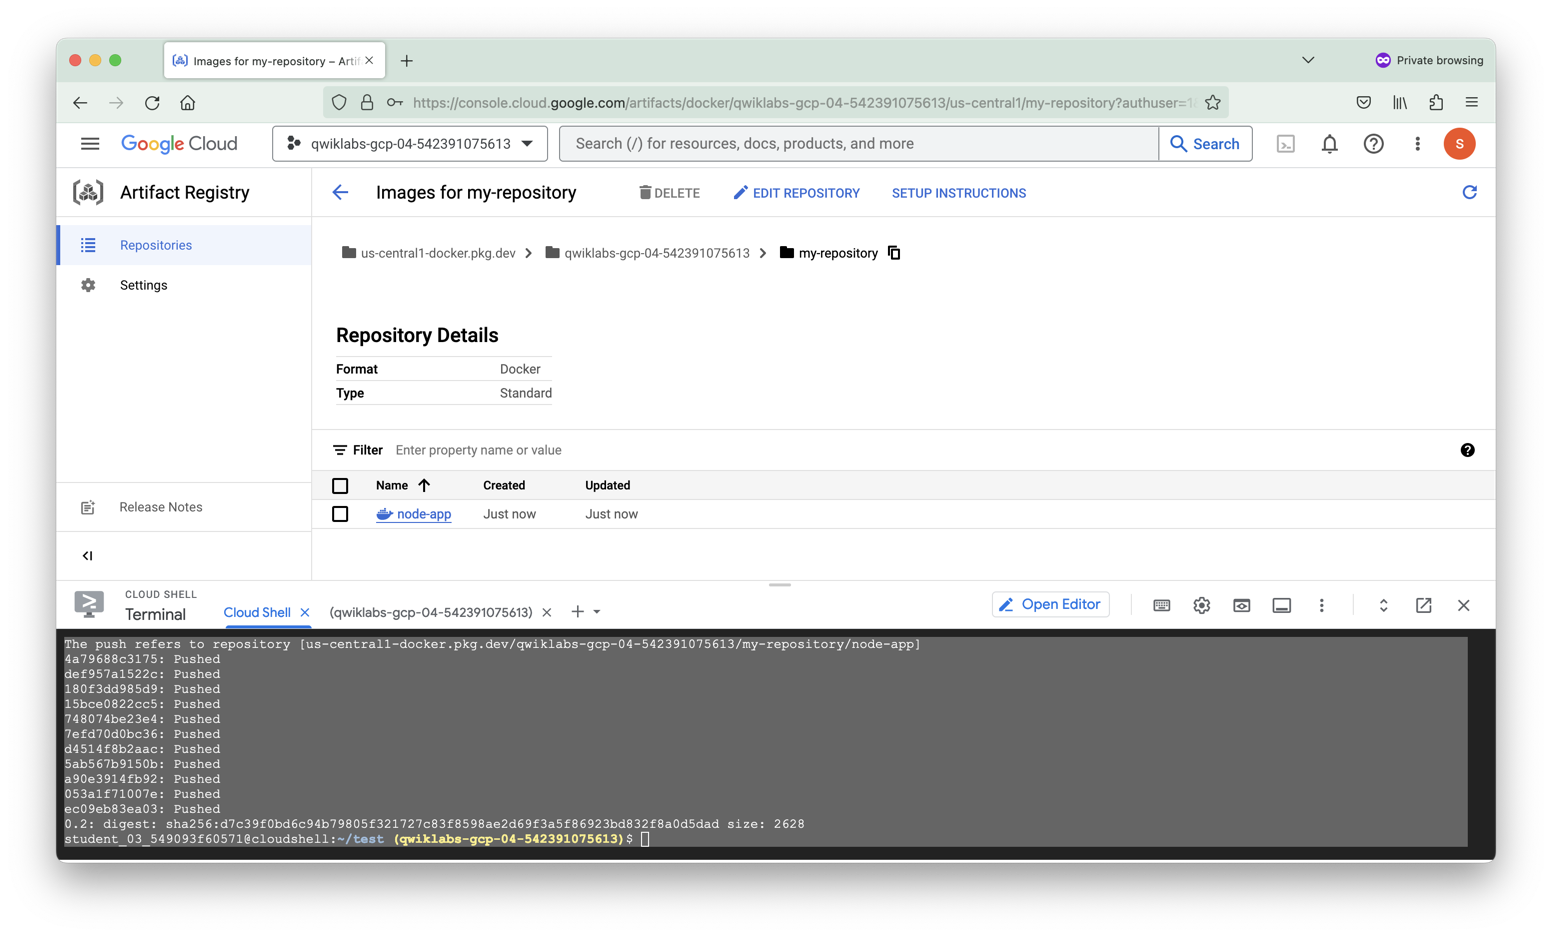 Images for my-repository – Artif
Private browsing
https://console.cloud.google.com/artifacts/docker/qwiklabs-gcp-04-542391075613/us-central1/my-repository?authuser=1
Google Cloud
qwiklabs-gcp-04-542391075613
Search (/) for resources, docs, products, and more
Search
S
Artifact Registry
Images for my-repository
DELETE
EDIT REPOSITORY
SETUP INSTRUCTIONS
Repositories
Settings
us-central1-docker.pkg.dev
qwiklabs-gcp-04-542391075613
my-repository
Repository Details
Format Docker
Type Standard
Filter Enter property name or value
Name Created Updated
node-app Just now Just now
Release Notes
CLOUD SHELL
Terminal
Cloud Shell
(qwiklabs-gcp-04-542391075613)
Open Editor
The push refers to repository [us-central1-docker.pkg.dev/qwiklabs-gcp-04-542391075613/my-repository/node-app]
4a79688c3175: Pushed
def957a1522c: Pushed
180f3dd985d9: Pushed
15bce0822cc5: Pushed
748074be23e4: Pushed
7efd70d0bc36: Pushed
d4514f8b2aac: Pushed
5ab567b9150b: Pushed
a90e3914fb92: Pushed
053a1f71007e: Pushed
ec09eb83ea03: Pushed
0.2: digest: sha256:d7c39f0bd6c94b79805f321727c83f8598ae2d69f3a5f86923bd832f8a0d5dad size: 2628
student_03_549093f60571@cloudshell:~/test (qwiklabs-gcp-04-542391075613)$